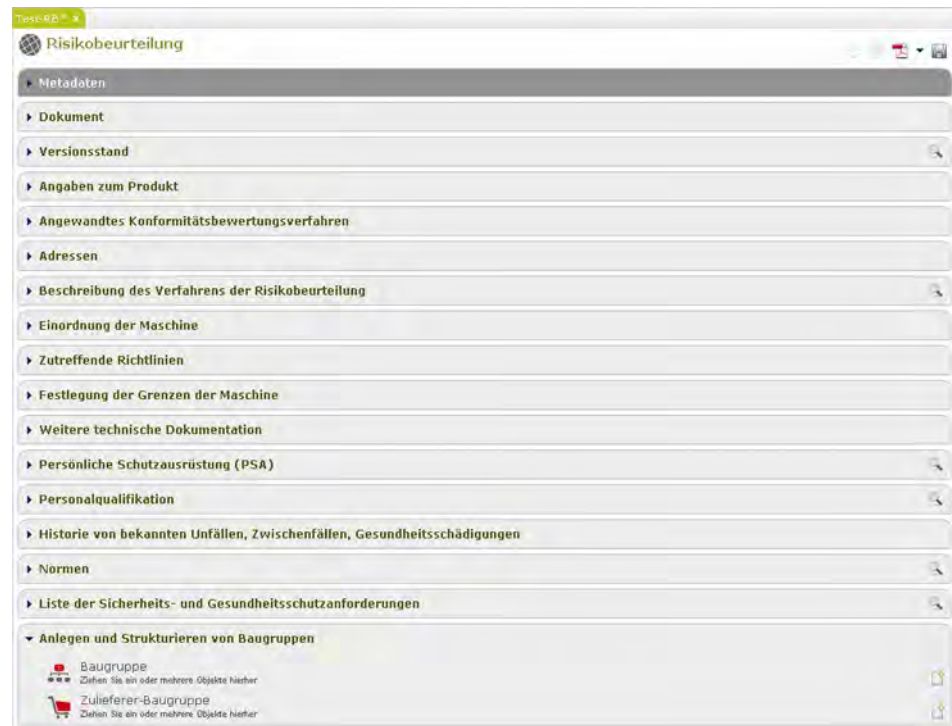 Test-RB* x
Risikobeurteilung
Metadaten
Dokument
Versionsstand
Angaben zum Produkt
Angewandtes Konformitätsbewertungsverfahren
Adressen
Beschreibung des Verfahrens der Risikobeurteilung
Einordnung der Maschine
Zutreffende Richtlinien
Festlegung der Grenzen der Maschine
Weitere technische Dokumentation
Persönliche Schutzausrüstung (PSA)
Personalqualifikation
Historie von bekannten Unfällen, Zwischenfällen, Gesundheitsschädigungen
Normen
Liste der Sicherheits- und Gesundheitsschutzanforderungen
Anlegen und Strukturieren von Baugruppen
Baugruppe
Ziehen Sie ein oder mehrere Objekte hierher
Zulieferer-Baugruppe
Ziehen Sie ein oder mehrere Objekte hierher